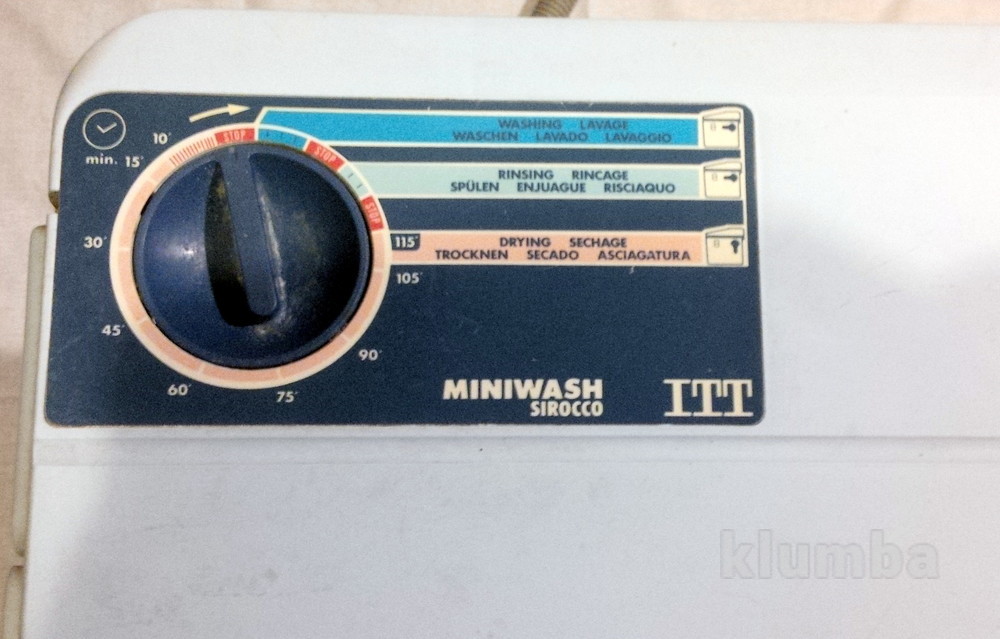 WASHING LAVAGE
WASCHEN LAVADO LAVAGGIO
RINSING RINCAGE
SPÜLEN ENJUAGUE RISCIAQUO
DRYING SECHAGE
TROCKNEN SECADO ASCIAGATURA
min. 15′
10′
STOP
STOP
STOP
115′
105′
90′
75′
60′
45′
30′
MINIWASH
SIROCCO
ITT
klumba